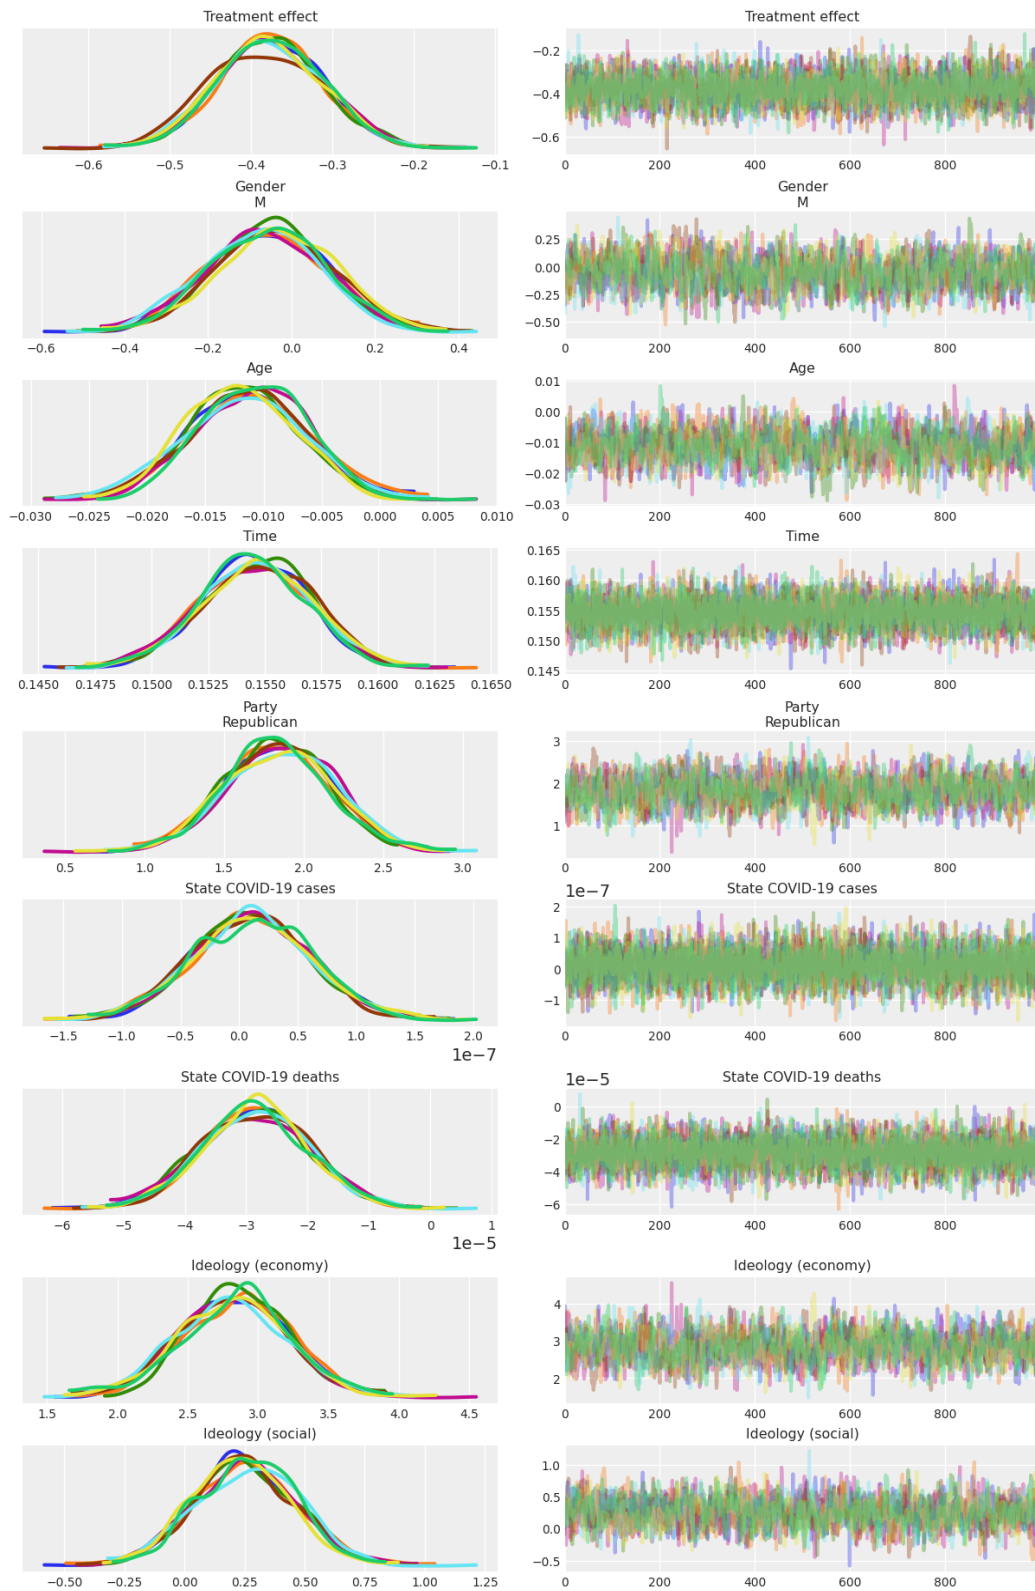 Treatment effect
Treatment effect
−0.2
−0.4
−0.6
−0.6 −0.5 −0.4 −0.3 −0.2 −0.1
0 200 400 600 800
Gender
M
Gender
M
0.25
0.00
−0.25
−0.50
−0.6 −0.4 −0.2 0.0 0.2 0.4
0 200 400 600 800
Age
Age
0.01
0.00
−0.01
−0.02
−0.03
−0.030 −0.025 −0.020 −0.015 −0.010 −0.005 0.000 0.005 0.010
0 200 400 600 800
Time
Time
0.165
0.160
0.155
0.150
0.145
0.1450 0.1475 0.1500 0.1525 0.1550 0.1575 0.1600 0.1625 0.1650
0 200 400 600 800
Party
Republican
Party
Republican
3
2
1
0.5 1.0 1.5 2.0 2.5 3.0
0 200 400 600 800
State COVID-19 cases
1e−7
State COVID-19 cases
2
1
0
−1
−1.5 −1.0 −0.5 0.0 0.5 1.0 1.5 2.0
1e−7
0 200 400 600 800
State COVID-19 deaths
1e−5
State COVID-19 deaths
0
−2
−4
−6
−6 −5 −4 −3 −2 −1 0 1
1e−5
0 200 400 600 800
Ideology (economy)
Ideology (economy)
4
3
2
1.5 2.0 2.5 3.0 3.5 4.0 4.5
0 200 400 600 800
Ideology (social)
Ideology (social)
1.0
0.5
0.0
−0.5
−0.50 −0.25 0.00 0.25 0.50 0.75 1.00 1.25
0 200 400 600 800